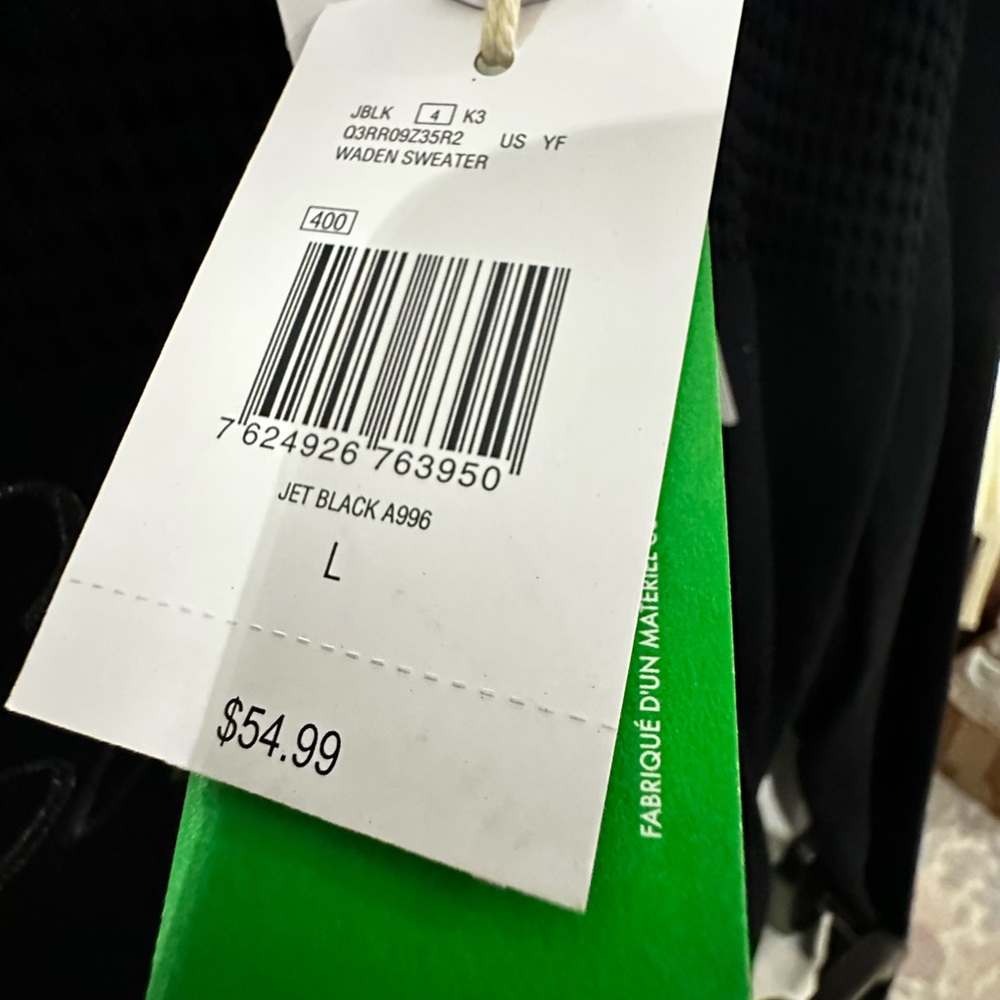 JBLK 4 K3
Q3RR09Z35R2 US YF
WADEN SWEATER
400
7 624926 763950
JET BLACK A996
L
$54.99
FABRIQUÉ D'UN MATÉRIEL